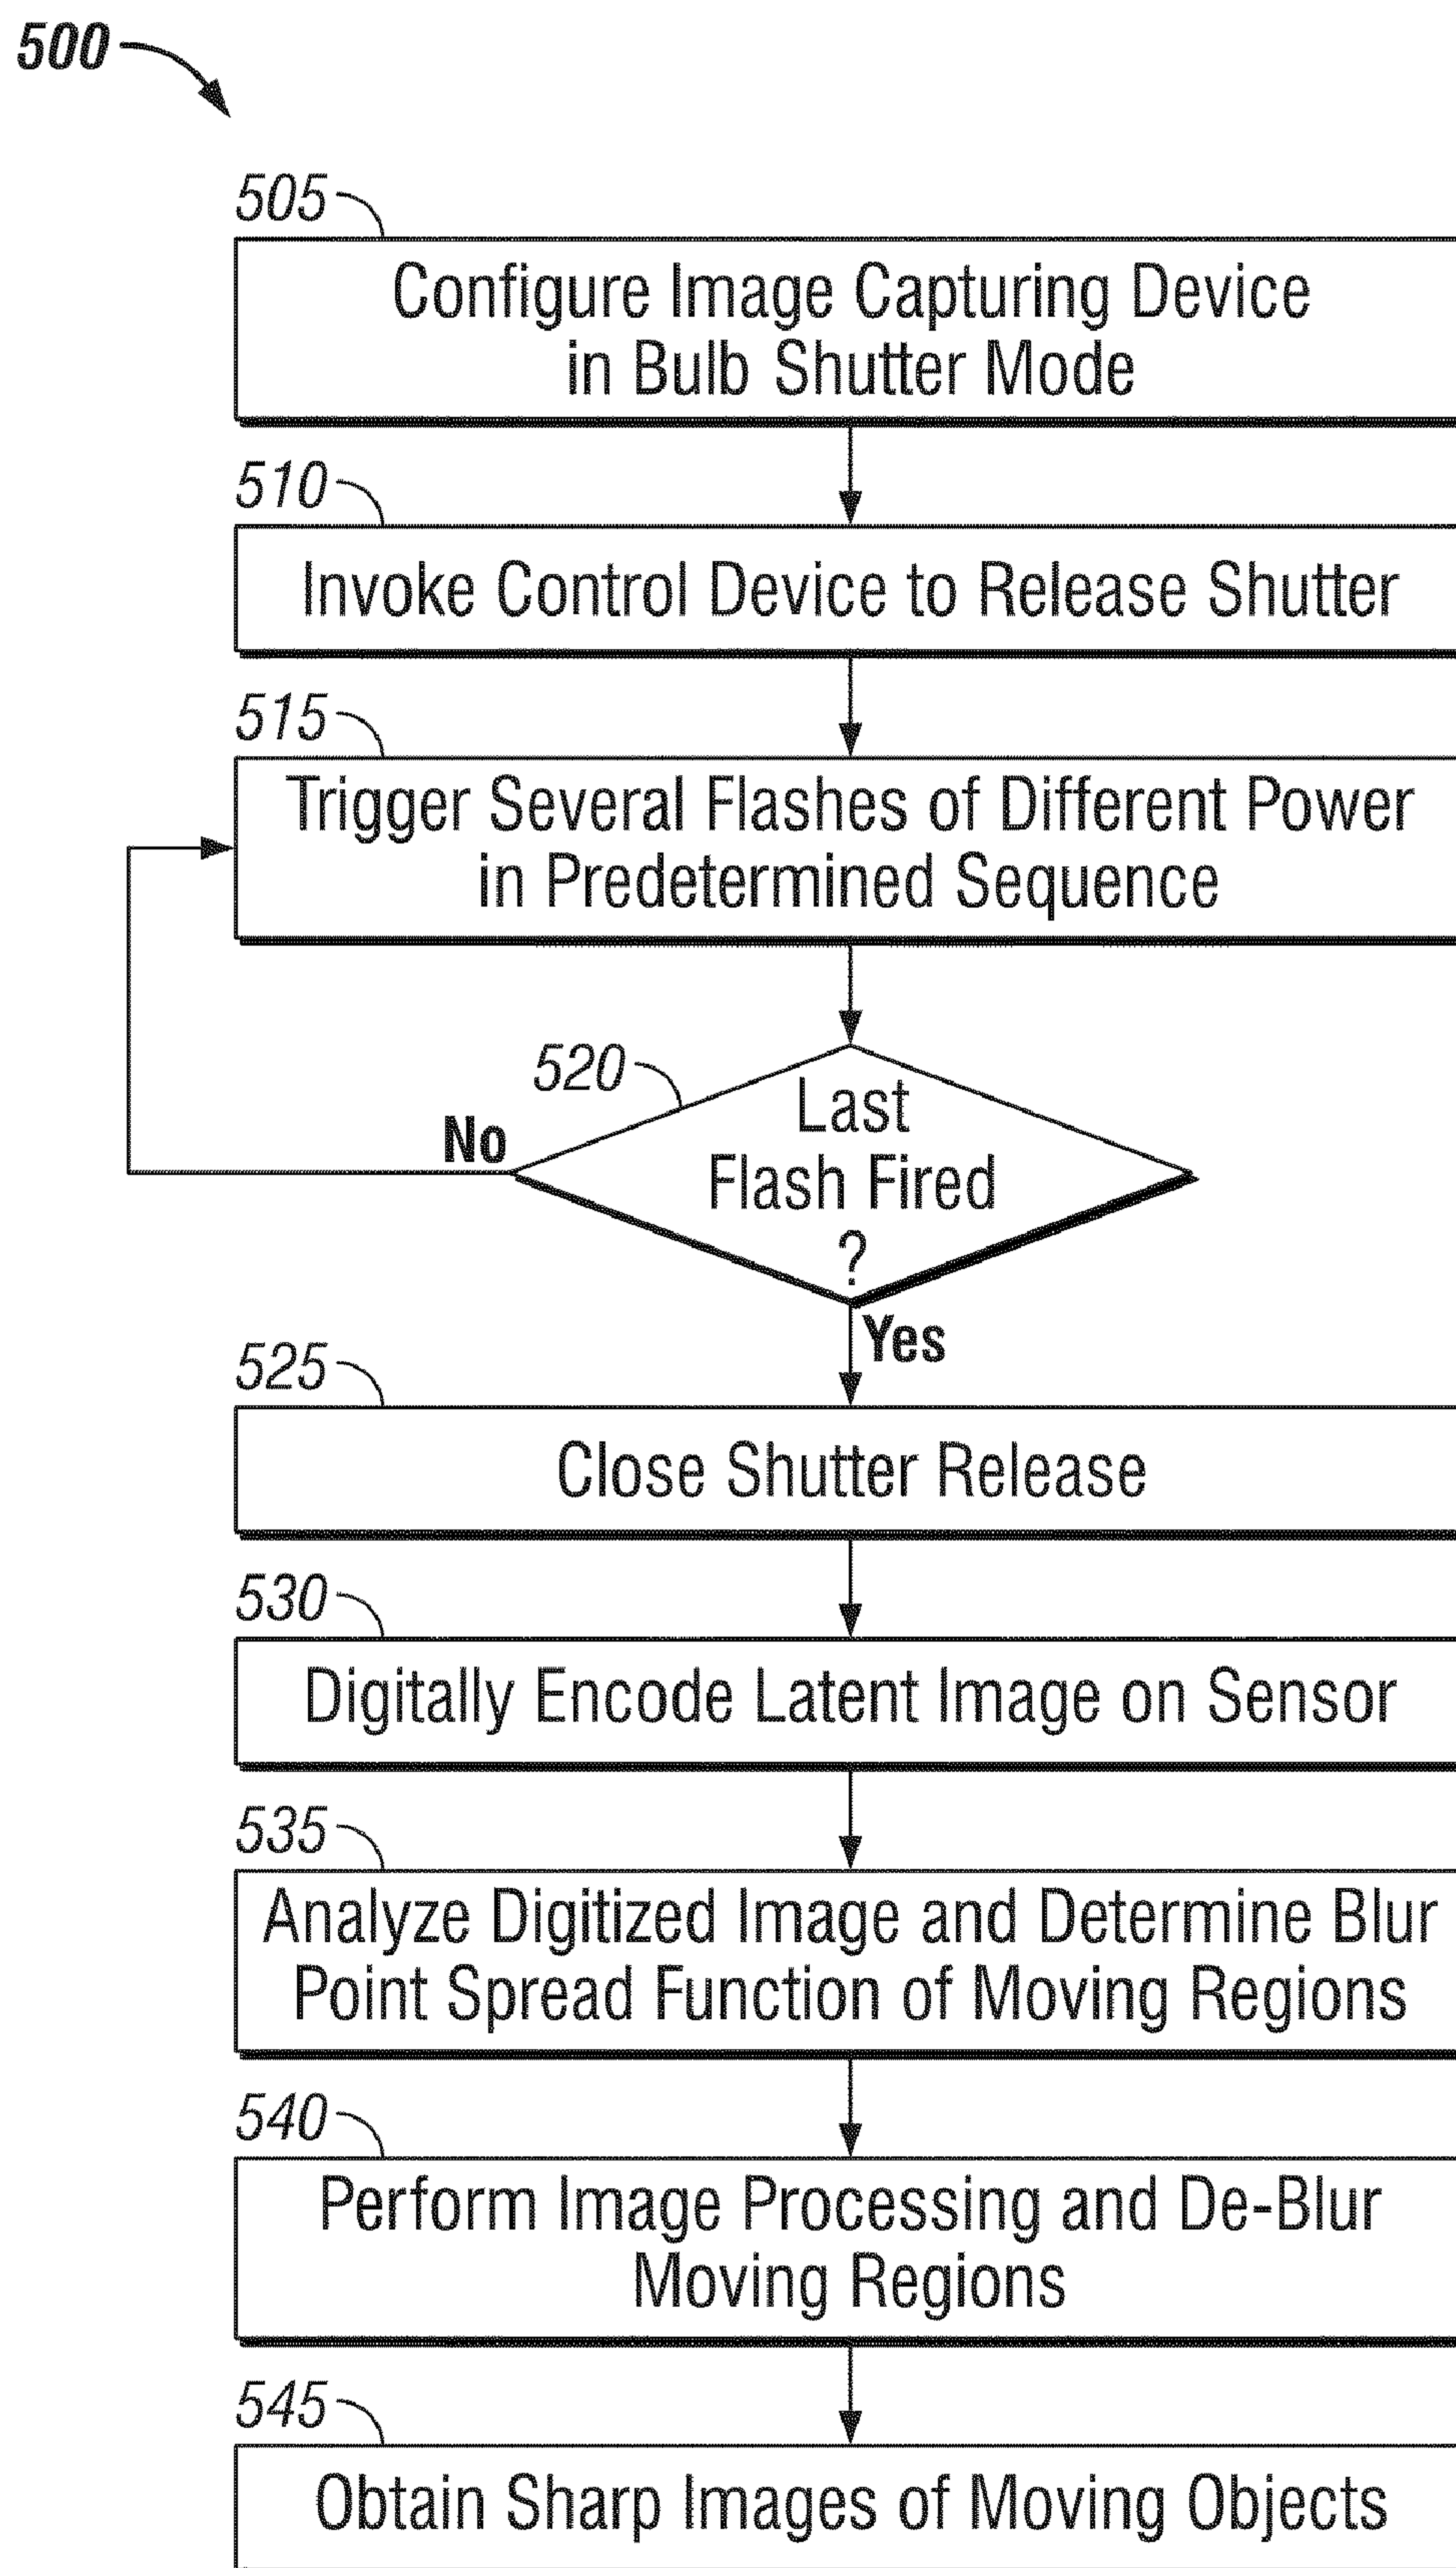 500
505
Configure Image Capturing Device
in Bulb Shutter Mode
510
Invoke Control Device to Release Shutter
515
Trigger Several Flashes of Different Power
in Predetermined Sequence
520
Last
No
Flash Fired
?
Yes
525
Close Shutter Release
530
Digitally Encode Latent Image on Sensor
535
Analyze Digitized Image and Determine Blur
Point Spread Function of Moving Regions
540
Perform Image Processing and De-Blur
Moving Regions
545
Obtain Sharp Images of Moving Objects